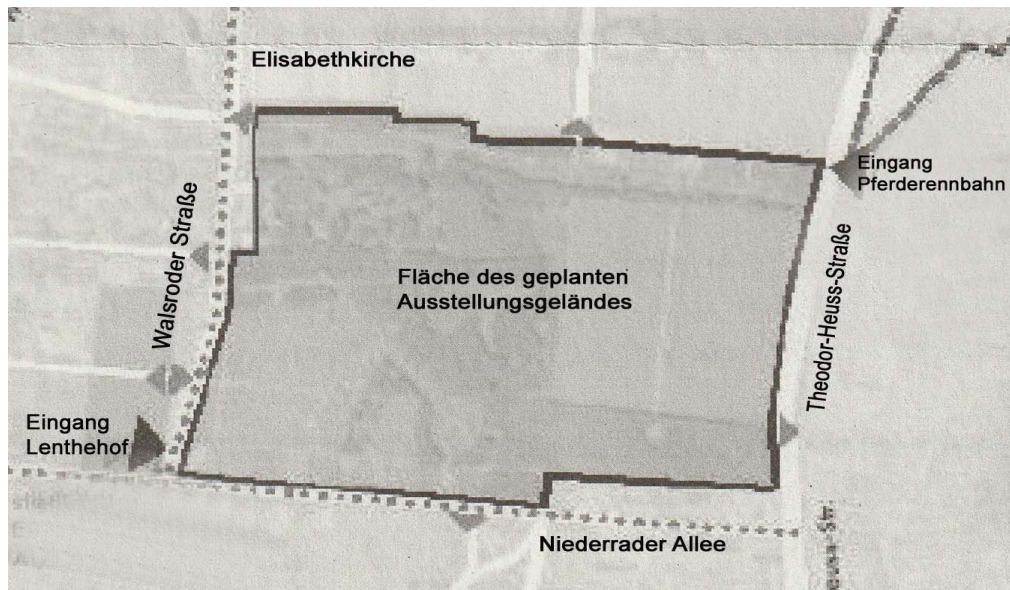 Elisabethkirche
Eingang
Pferderennbahn
Walsroder Straße
Fläche des geplanten
Ausstellungsgeländes
Theodor-Heuss-Straße
Eingang
Lenthehof
Niederrader Allee